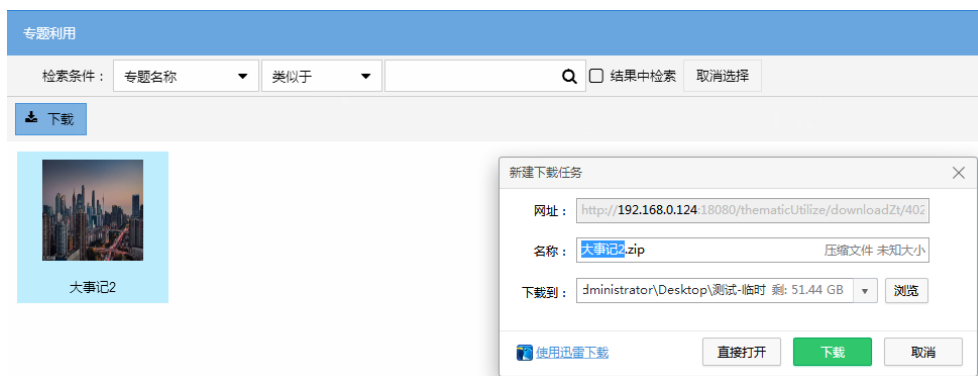 专题利用
检索条件： 专题名称 类似于 结果中检索 取消选择
下载
大事记2
新建下载任务
网址： http://192.168.0.124:18080/thematicUtilize/downloadZt/402
名称： 大事记2.zip 压缩文件 未知大小
下载到： dministrator\Desktop\测试-临时 剩: 51.44 GB 浏览
使用迅雷下载 直接打开 下载 取消